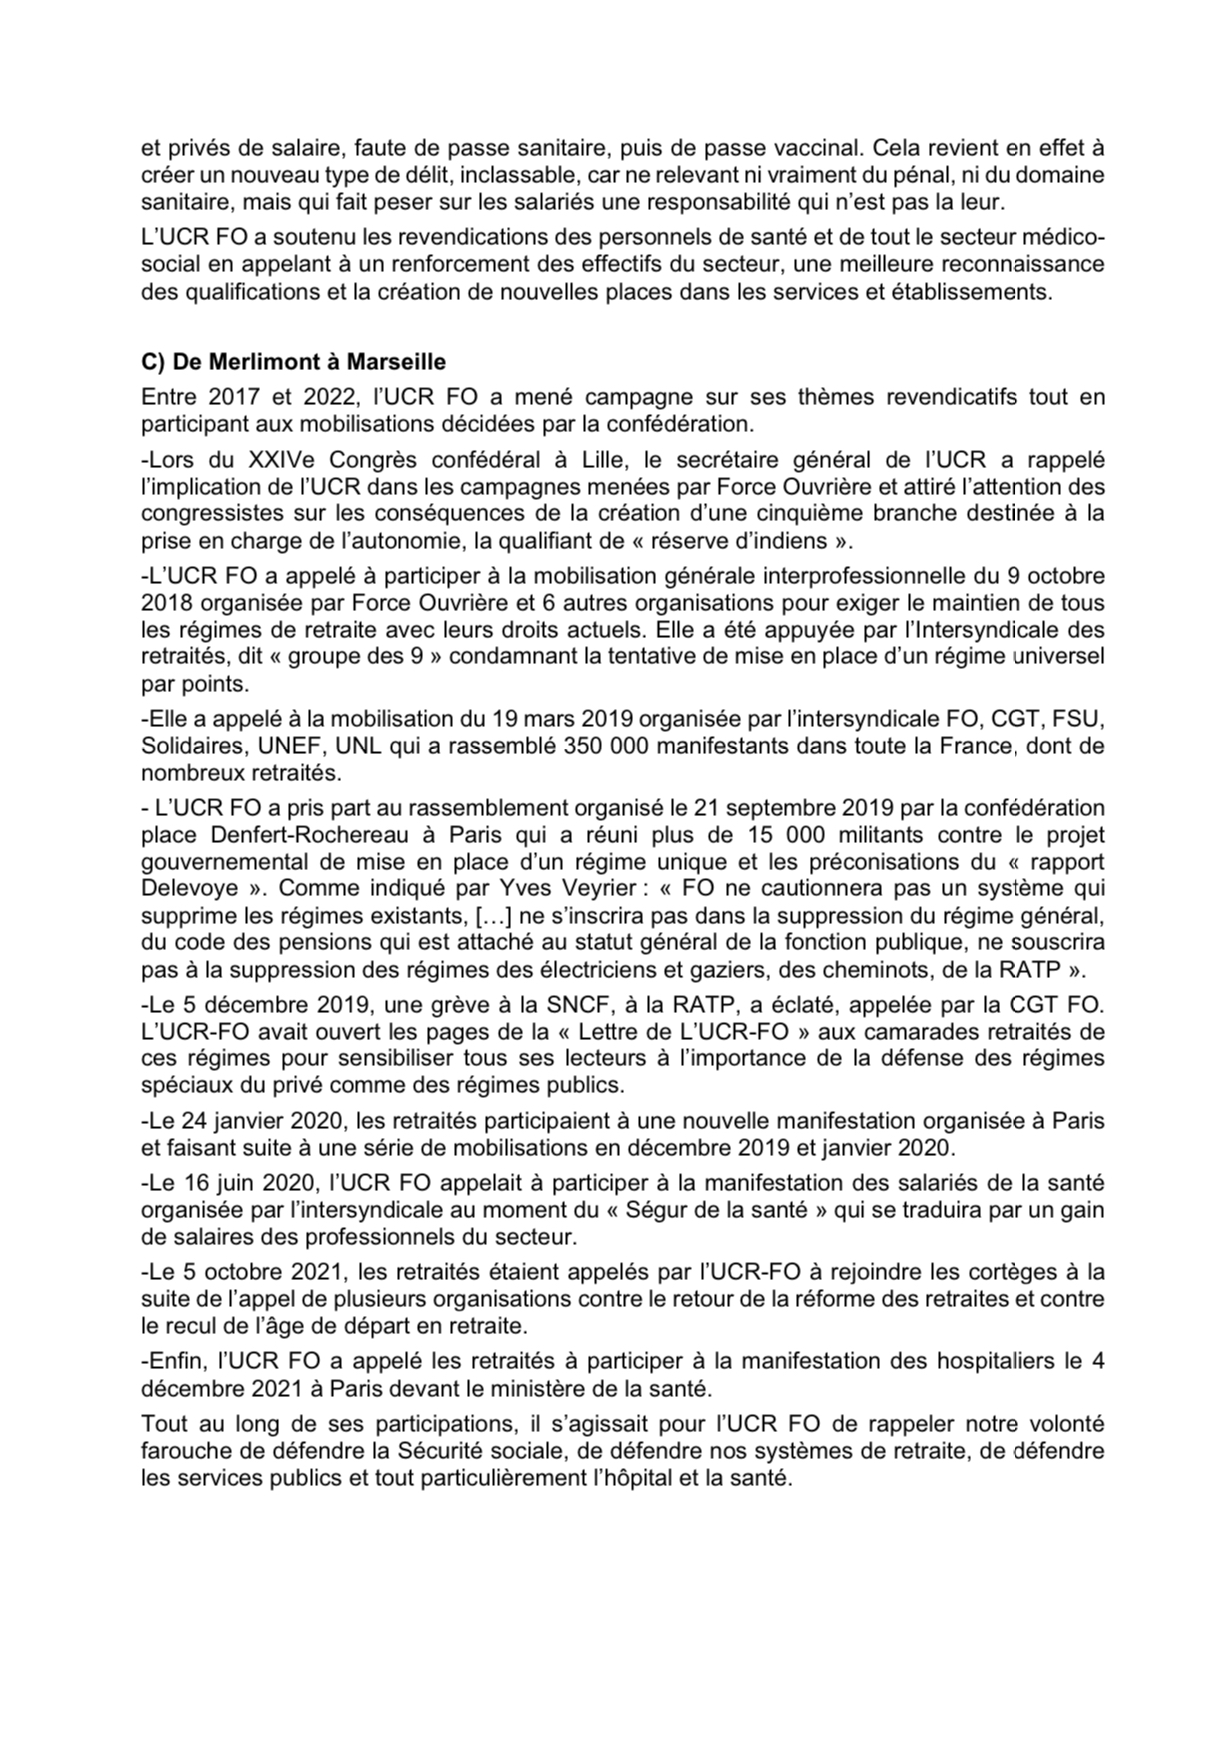 et privés de salaire, faute de passe sanitaire, puis de passe vaccinal. Cela revient en effet à
créer un nouveau type de délit, inclassable, car ne relevant ni vraiment du pénal, ni du domaine
sanitaire, mais qui fait peser sur les salariés une responsabilité qui n’est pas la leur.
L’UCR FO a soutenu les revendications des personnels de santé et de tout le secteur médico-
social en appelant à un renforcement des effectifs du secteur, une meilleure reconnaissance
des qualifications et la création de nouvelles places dans les services et établissements.
C) De Merlimont à Marseille
Entre 2017 et 2022, l’UCR FO a mené campagne sur ses thèmes revendicatifs tout en
participant aux mobilisations décidées par la confédération.
-Lors du XXIVe Congrès confédéral à Lille, le secrétaire général de l’UCR a rappelé
l’implication de l’UCR dans les campagnes menées par Force Ouvrière et attiré l’attention des
congressistes sur les conséquences de la création d’une cinquième branche destinée à la
prise en charge de l’autonomie, la qualifiant de « réserve d’indiens ».
-L’UCR FO a appelé à participer à la mobilisation générale interprofessionnelle du 9 octobre
2018 organisée par Force Ouvrière et 6 autres organisations pour exiger le maintien de tous
les régimes de retraite avec leurs droits actuels. Elle a été appuyée par l’Intersyndicale des
retraités, dit « groupe des 9 » condamnant la tentative de mise en place d’un régime universel
par points.
-Elle a appelé à la mobilisation du 19 mars 2019 organisée par l’intersyndicale FO, CGT, FSU,
Solidaires, UNEF, UNL qui a rassemblé 350 000 manifestants dans toute la France, dont de
nombreux retraités.
- L’UCR FO a pris part au rassemblement organisé le 21 septembre 2019 par la confédération
place Denfert-Rochereau à Paris qui a réuni plus de 15 000 militants contre le projet
gouvernemental de mise en place d’un régime unique et les préconisations du « rapport
Delevoye ». Comme indiqué par Yves Veyrier : « FO ne cautionnera pas un système qui
supprime les régimes existants, […] ne s’inscrira pas dans la suppression du régime général,
du code des pensions qui est attaché au statut général de la fonction publique, ne souscrira
pas à la suppression des régimes des électriciens et gaziers, des cheminots, de la RATP ».
-Le 5 décembre 2019, une grève à la SNCF, à la RATP, a éclaté, appelée par la CGT FO.
L’UCR-FO avait ouvert les pages de la « Lettre de L’UCR-FO » aux camarades retraités de
ces régimes pour sensibiliser tous ses lecteurs à l’importance de la défense des régimes
spéciaux du privé comme des régimes publics.
-Le 24 janvier 2020, les retraités participaient à une nouvelle manifestation organisée à Paris
et faisant suite à une série de mobilisations en décembre 2019 et janvier 2020.
-Le 16 juin 2020, l’UCR FO appelait à participer à la manifestation des salariés de la santé
organisée par l’intersyndicale au moment du « Ségur de la santé » qui se traduira par un gain
de salaires des professionnels du secteur.
-Le 5 octobre 2021, les retraités étaient appelés par l’UCR-FO à rejoindre les cortèges à la
suite de l’appel de plusieurs organisations contre le retour de la réforme des retraites et contre
le recul de l’âge de départ en retraite.
-Enfin, l’UCR FO a appelé les retraités à participer à la manifestation des hospitaliers le 4
décembre 2021 à Paris devant le ministère de la santé.
Tout au long de ses participations, il s’agissait pour l’UCR FO de rappeler notre volonté
farouche de défendre la Sécurité sociale, de défendre nos systèmes de retraite, de défendre
les services publics et tout particulièrement l’hôpital et la santé.